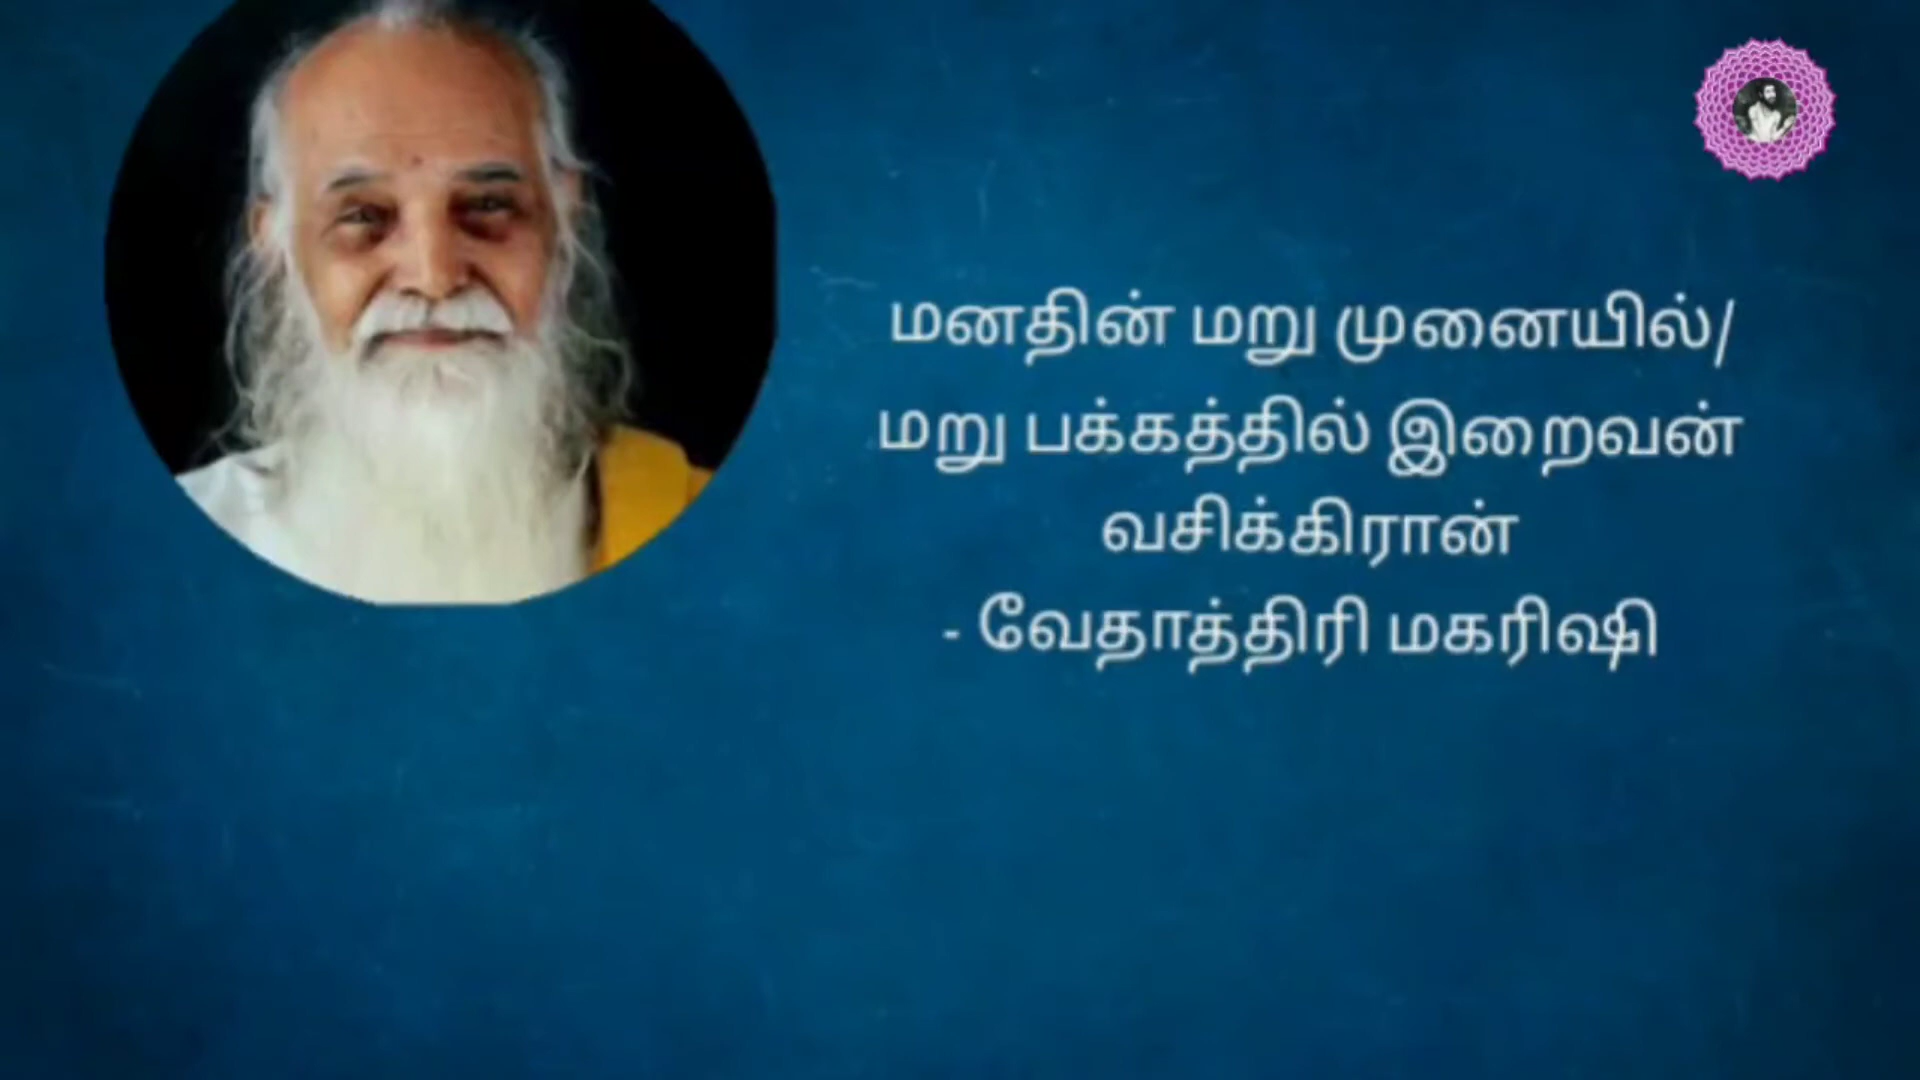 மனதின் மறு முனையில்/
மறு பக்கத்தில் இறைவன்
வசிக்கிரான்
- வேதாத்திரி மகரிஷி